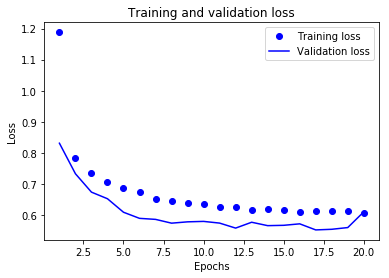 Training and validation loss
Training loss
Validation loss
1.2
1.1
1.0
0.9
0.8
0.7
0.6
Loss
2.5 5.0 7.5 10.0 12.5 15.0 17.5 20.0
Epochs